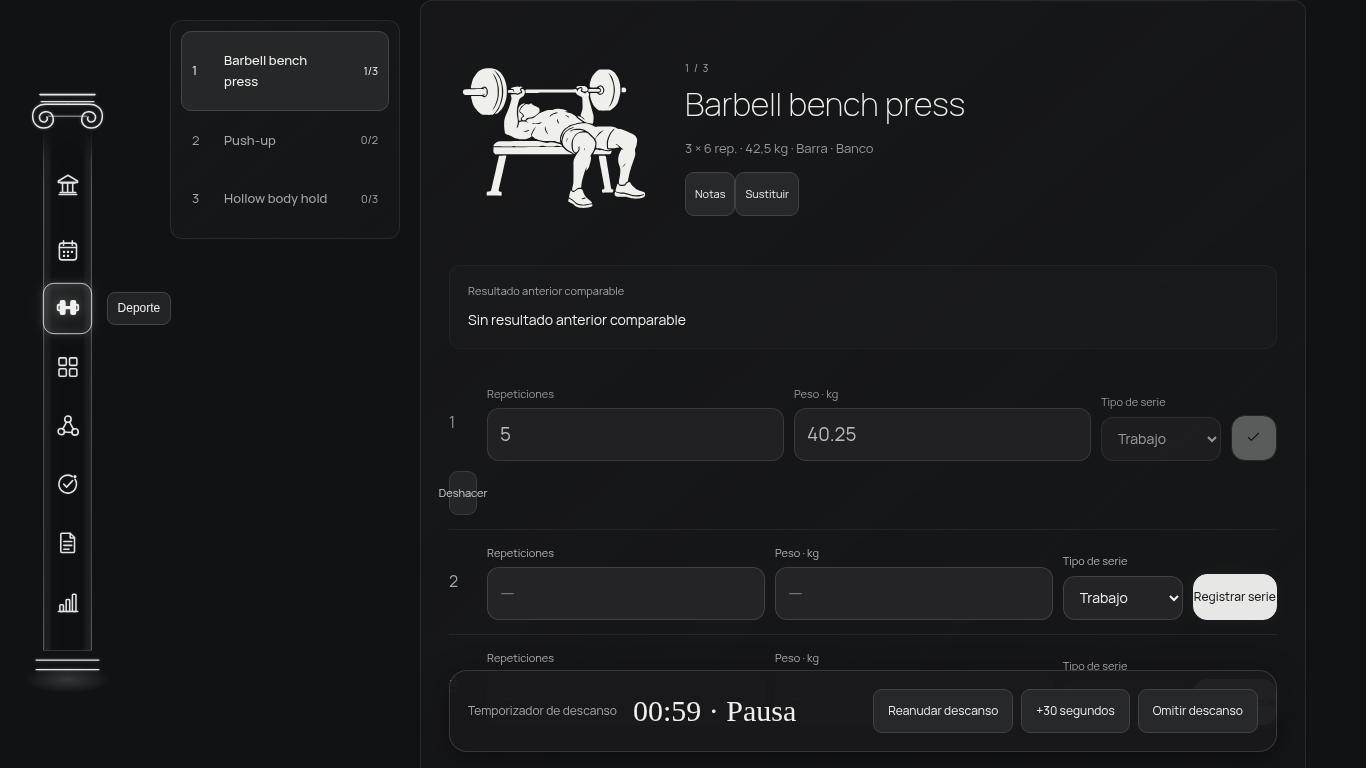 1 Barbell bench press 1/3
2 Push-up 0/2
3 Hollow body hold 0/3
Deporte
1 / 3
Barbell bench press
3 × 6 rep. · 42,5 kg · Barra · Banco
Notas Sustituir
Resultado anterior comparable
Sin resultado anterior comparable
Repeticiones Peso · kg Tipo de serie
1 5 40.25 Trabajo
Deshacer
Repeticiones Peso · kg Tipo de serie
2 — — Trabajo Registrar serie
Repeticiones Peso · kg Tipo de serie
Temporizador de descanso 00:59 · Pausa Reanudar descanso +30 segundos Omitir descanso